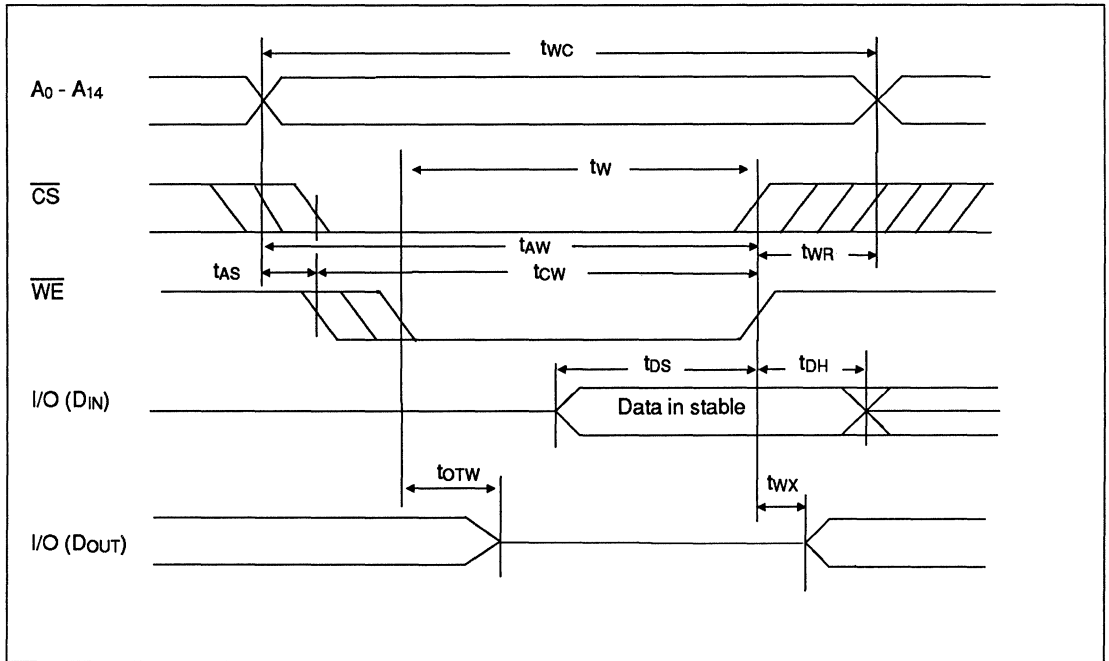 tWC
A0 - A14
tW
CS
tAW
tWR
tAS
tCW
WE
tDS
tDH
I/O (DIN)
Data in stable
tOTW
tWX
I/O (DOUT)